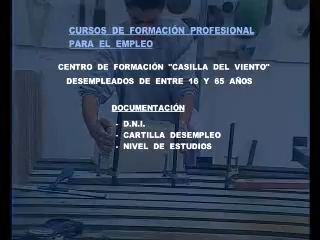 CURSOS DE FORMACIÓN PROFESIONAL
PARA EL EMPLEO
CENTRO DE FORMACIÓN "CASILLA DEL VIENTO"
DESEMPLEADOS DE ENTRE 16 Y 65 AÑOS
DOCUMENTACIÓN
- D.N.I.
- CARTILLA DESEMPLEO
- NIVEL DE ESTUDIOS